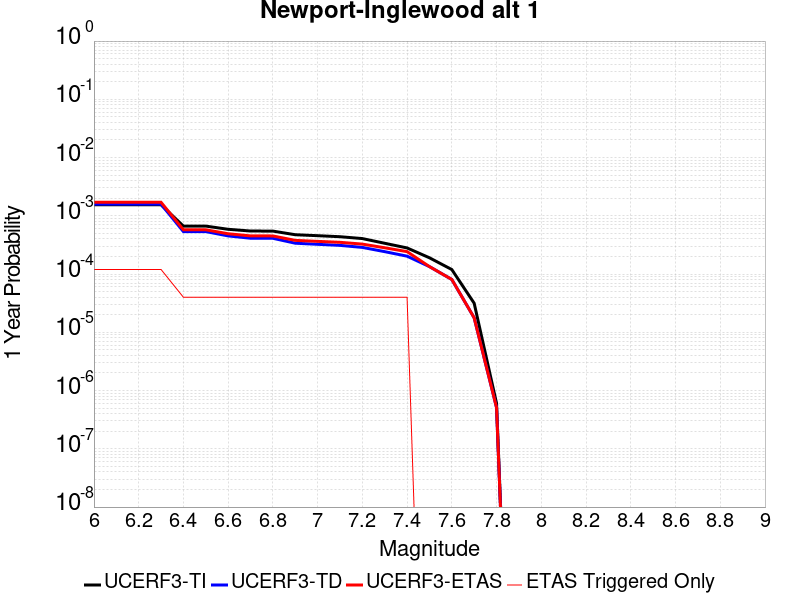 Newport-Inglewood alt 1
10^0
10^-1
10^-2
10^-3
10^-4
10^-5
10^-6
10^-7
10^-8
1 Year Probability
6 6.2 6.4 6.6 6.8 7 7.2 7.4 7.6 7.8 8 8.2 8.4 8.6 8.8 9
Magnitude
UCERF3-TI UCERF3-TD UCERF3-ETAS ETAS Triggered Only